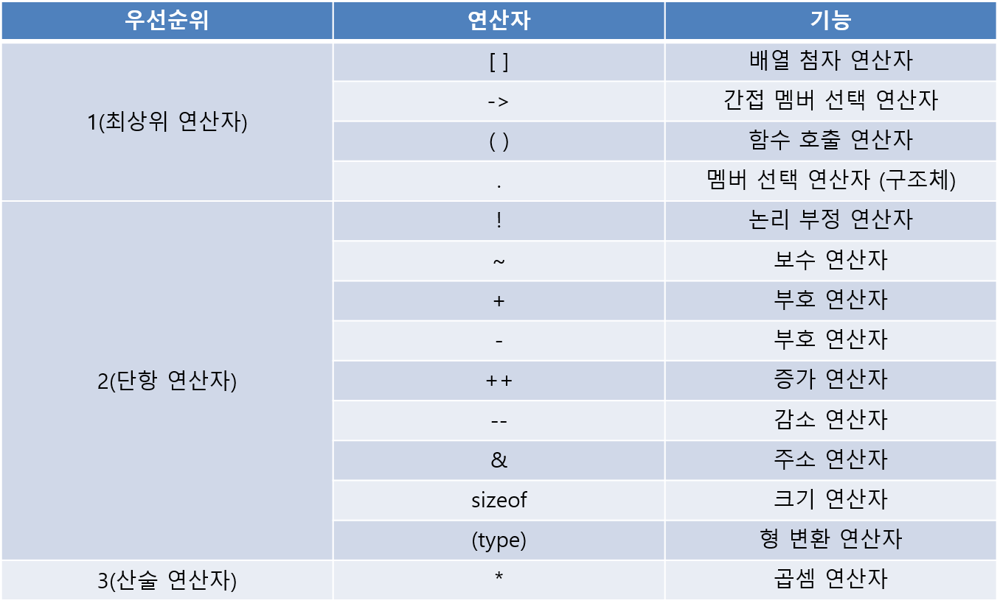 우선순위 연산자 기능
1(최상위 연산자) [ ] 배열 첨자 연산자
-> 간접 멤버 선택 연산자
( ) 함수 호출 연산자
. 멤버 선택 연산자 (구조체)
2(단항 연산자) ! 논리 부정 연산자
~ 보수 연산자
+ 부호 연산자
- 부호 연산자
++ 증가 연산자
-- 감소 연산자
& 주소 연산자
sizeof 크기 연산자
(type) 형 변환 연산자
3(산술 연산자) * 곱셈 연산자